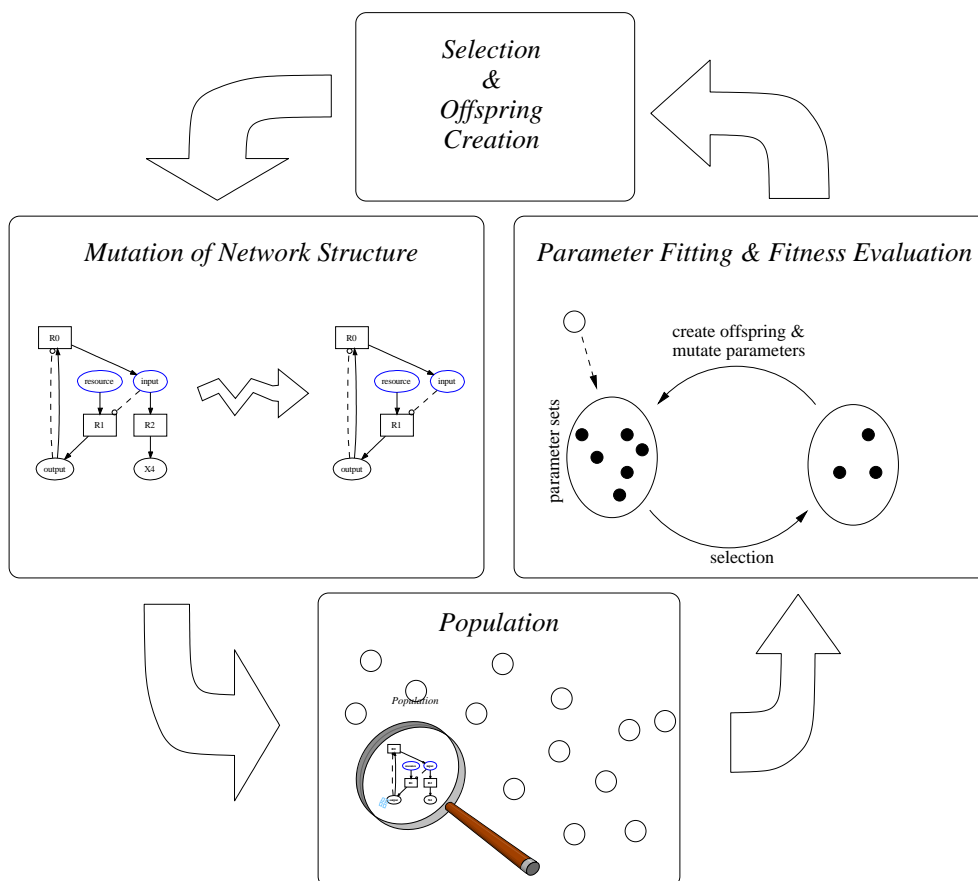 Selection
&
Offspring
Creation
Mutation of Network Structure
R0
resource
input
R1
R2
output
X4
R0
resource
input
R1
output
Parameter Fitting & Fitness Evaluation
create offspring &
mutate parameters
parameter sets
selection
Population
Population